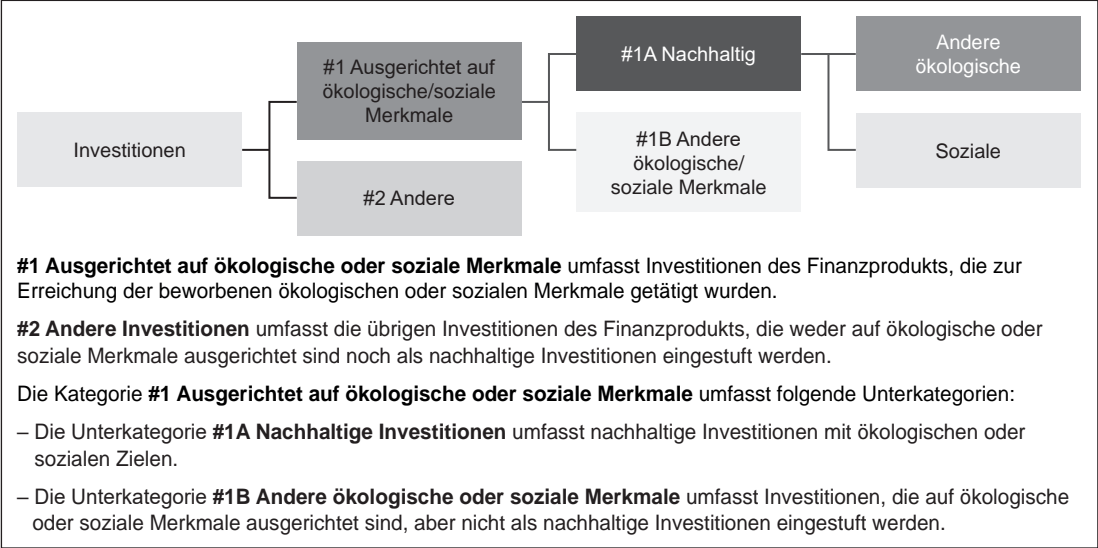 Investitionen
#1 Ausgerichtet auf
ökologische/soziale
Merkmale
#2 Andere
#1A Nachhaltig
#1B Andere
ökologische/
soziale Merkmale
Andere
ökologische
Soziale
#1 Ausgerichtet auf ökologische oder soziale Merkmale umfasst Investitionen des Finanzprodukts, die zur
Erreichung der beworbenen ökologischen oder sozialen Merkmale getätigt wurden.
#2 Andere Investitionen umfasst die übrigen Investitionen des Finanzprodukts, die weder auf ökologische oder
soziale Merkmale ausgerichtet sind noch als nachhaltige Investitionen eingestuft werden.
Die Kategorie #1 Ausgerichtet auf ökologische oder soziale Merkmale umfasst folgende Unterkategorien:
– Die Unterkategorie #1A Nachhaltige Investitionen umfasst nachhaltige Investitionen mit ökologischen oder
sozialen Zielen.
– Die Unterkategorie #1B Andere ökologische oder soziale Merkmale umfasst Investitionen, die auf ökologische
oder soziale Merkmale ausgerichtet sind, aber nicht als nachhaltige Investitionen eingestuft werden.